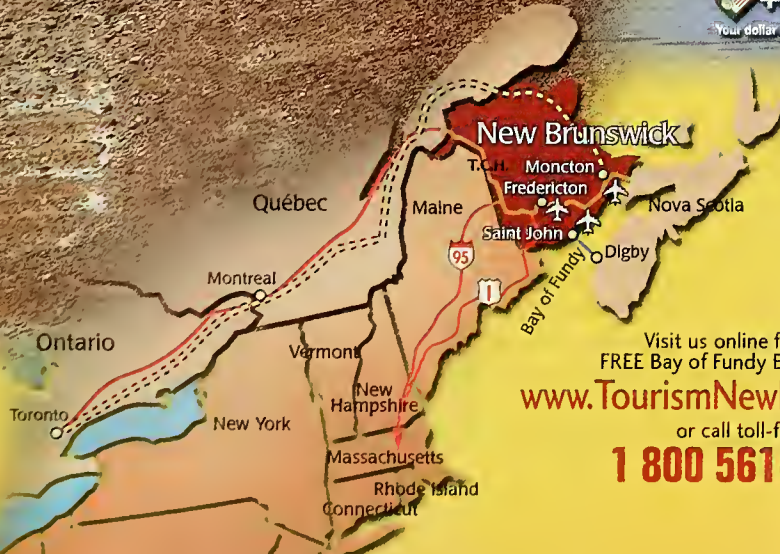 Your dollar
New Brunswick
T.C.H.
Moncton
Fredericton
Québec
Maine
Nova Scotia
Saint John
95
Digby
Montreal
1
Bay of Fundy
Ontario
Visit us online f
Vermont
FREE Bay of Fundy E
New
Hampshire
www.TourismNew
Toronto
New York
or call toll-f
Massachusetts
1 800 561
Rhode Island
Connecticut